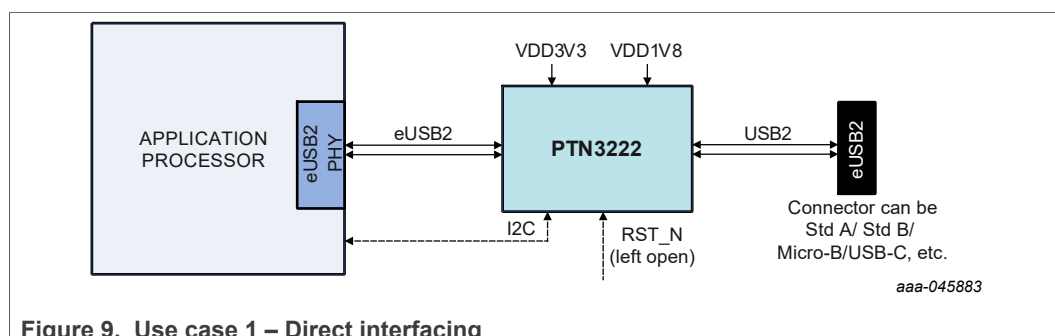 VDD3V3 VDD1V8
APPLICATION
PROCESSOR
eUSB2
PHY
eUSB2
PTN3222
USB2
eUSB2
I2C
RST_N
(left open)
Connector can be
Std A/ Std B/
Micro-B/USB-C, etc.
aaa-045883
Figure 9. Use case 1 – Direct interfacing